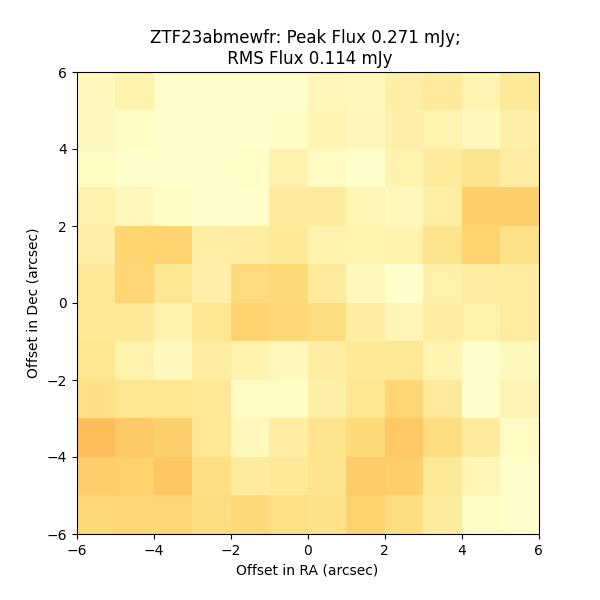 ZTF23abmewfr: Peak Flux 0.271 mJy;
RMS Flux 0.114 mJy
6
4
2
0
−2
−4
−6
Offset in Dec (arcsec)
−6 −4 −2 0 2 4 6
Offset in RA (arcsec)